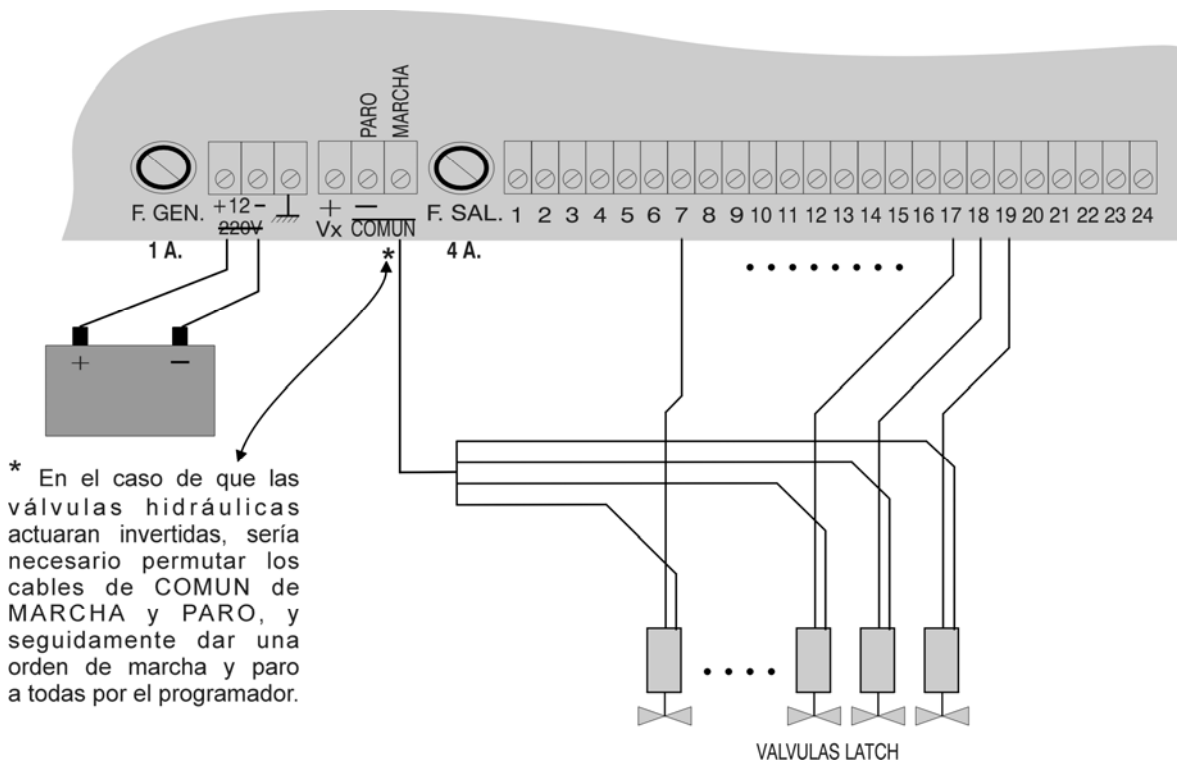 PARO
MARCHA
F. GEN.
+12-
220V
1 A.
+ -
Vx COMUN
*
F. SAL.
4 A.
1 2 3 4 5 6 7 8 9 10 11 12 13 14 15 16 17 18 19 20 21 22 23 24
+ -
* En el caso de que las
válvulas hidráulicas
actuaran invertidas, sería
necesario permutar los
cables de COMUN de
MARCHA y PARO, y
seguidamente dar una
orden de marcha y paro
a todas por el programador.
VALVULAS LATCH